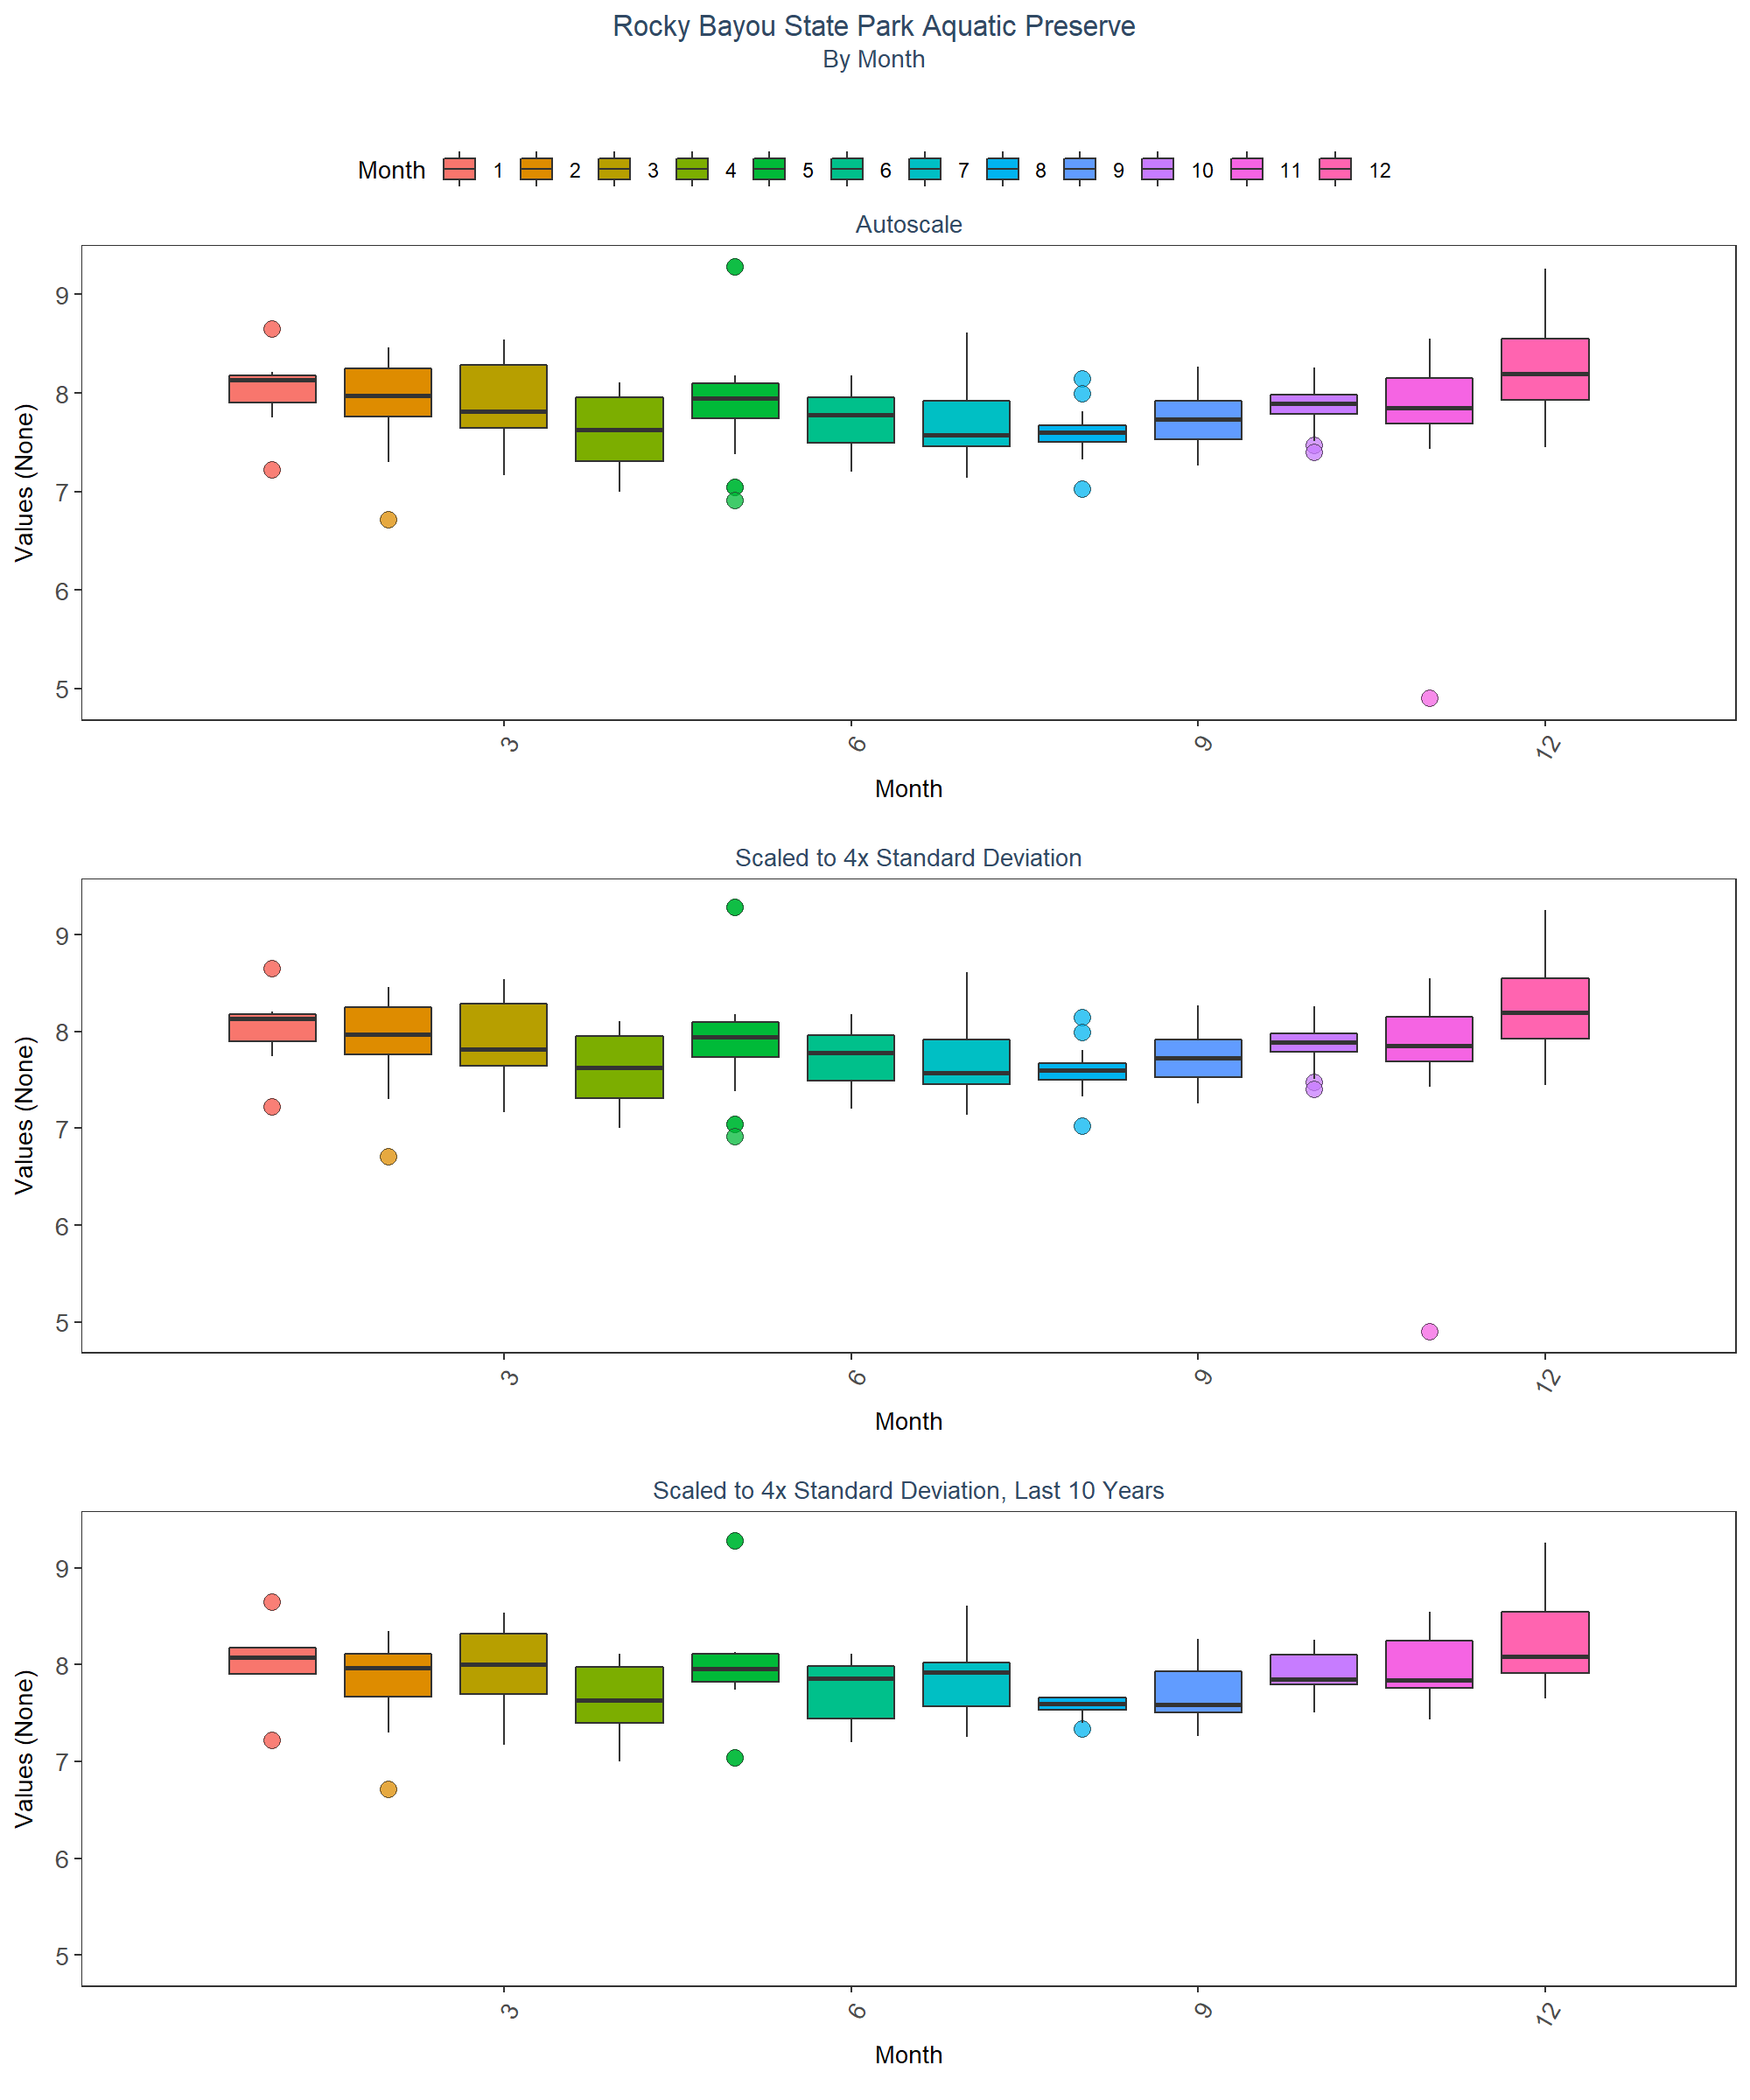 Rocky Bayou State Park Aquatic Preserve
By Month
Month 1 2 3 4 5 6 7 8 9 10 11 12
Autoscale
Values (None)
9
8
7
6
5
3 6 9 12
Month
Scaled to 4x Standard Deviation
Values (None)
9
8
7
6
5
3 6 9 12
Month
Scaled to 4x Standard Deviation, Last 10 Years
Values (None)
9
8
7
6
5
3 6 9 12
Month